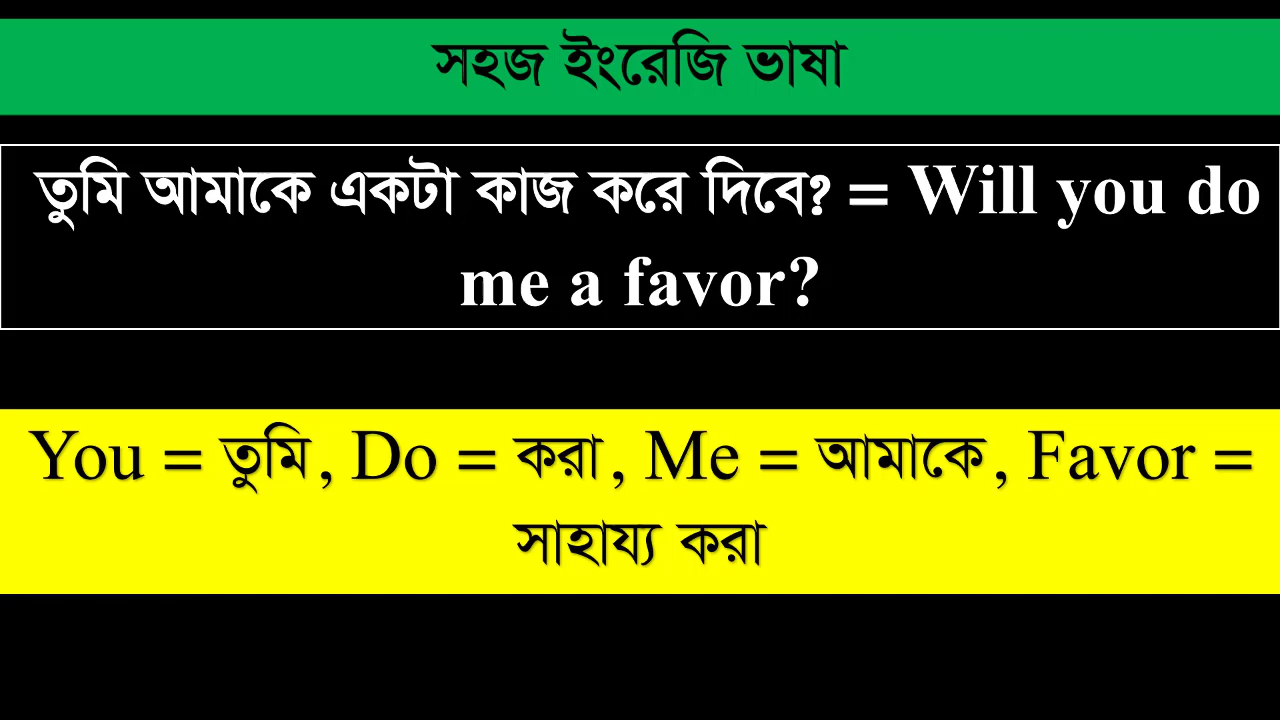 সহজ ইংরেজি ভাষা
তুমি আমাকে একটা কাজ করে দিবে? = Will you do
me a favor?
You = তুমি, Do = করা, Me = আমাকে, Favor =
সাহায্য করা